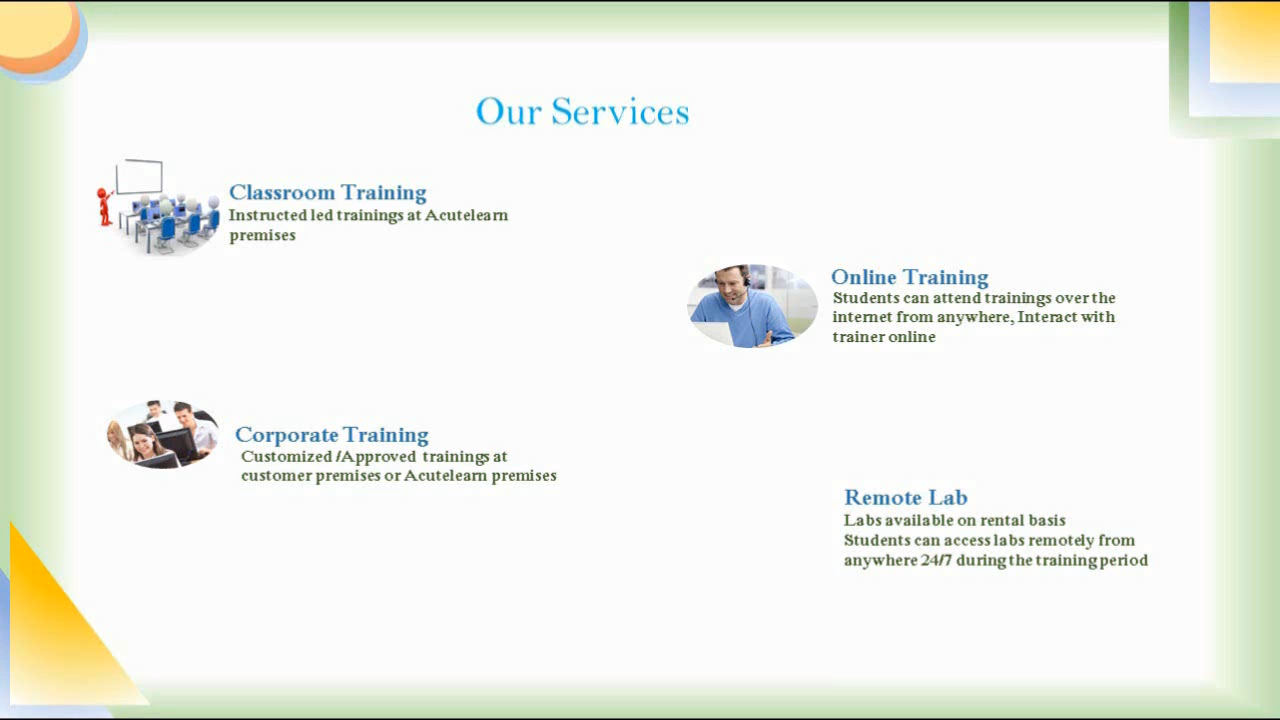 Our Services
Classroom Training
Instructed led trainings at Acutelearn
premises
Online Training
Students can attend trainings over the
internet from anywhere, Interact with
trainer online
Corporate Training
Customized /Approved trainings at
customer premises or Acutelearn premises
Remote Lab
Labs available on rental basis
Students can access labs remotely from
anywhere 24/7 during the training period